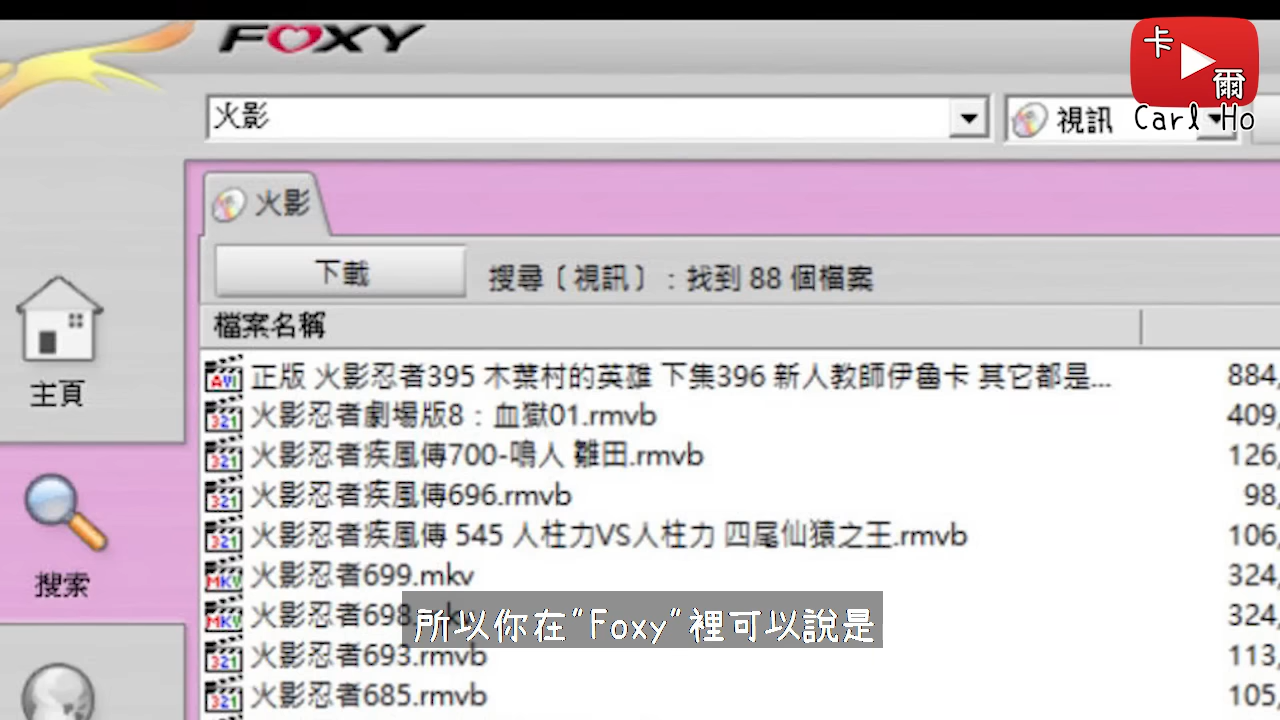 FOXY
卡
爾
Carl Ho
火影
視訊
火影
下載
搜尋〔視訊〕：找到 88 個檔案
檔案名稱
主頁
搜索
AVI 正版 火影忍者395 木葉村的英雄 下集396 新人教師伊魯卡 其它都是... 884,
321 火影忍者劇場版8：血獄01.rmvb 409,
321 火影忍者疾風傳700-鳴人 雛田.rmvb 126,
321 火影忍者疾風傳696.rmvb 98,
321 火影忍者疾風傳 545 人柱力VS人柱力 四尾仙猿之王.rmvb 106,
MKV 火影忍者699.mkv 324,
MKV 火影忍者698 324,
所以你在"Foxy"裡可以說是
321 火影忍者693.rmvb 113,
321 火影忍者685.rmvb 105,